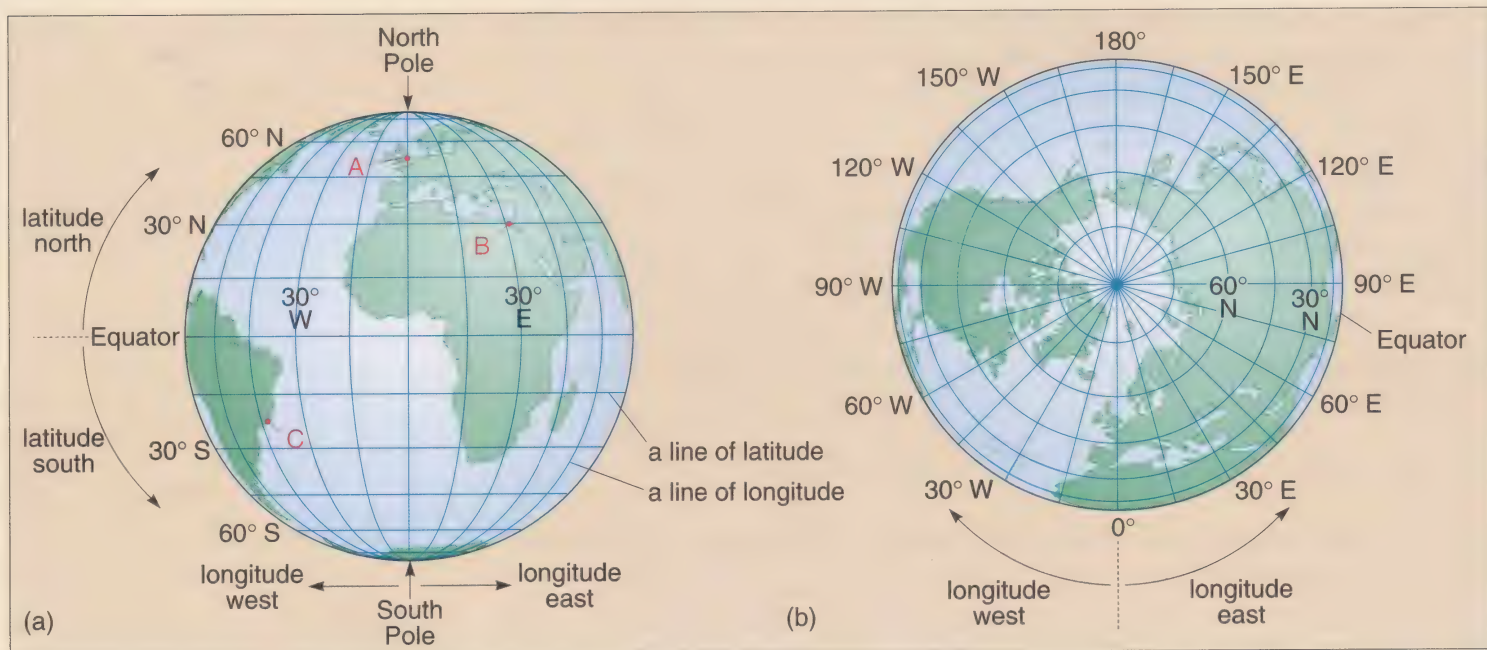 North
Pole
60° N
A
latitude
north
30° N
B
30°
W
30°
E
Equator
latitude
south
C
30° S
a line of latitude
a line of longitude
60° S
longitude
west
longitude
east
South
Pole
(a)
180°
150° W
150° E
120° W
120° E
90° W
60°
N
30°
N
90° E
Equator
60° W
60° E
30° W
30° E
0°
longitude
west
longitude
east
(b)